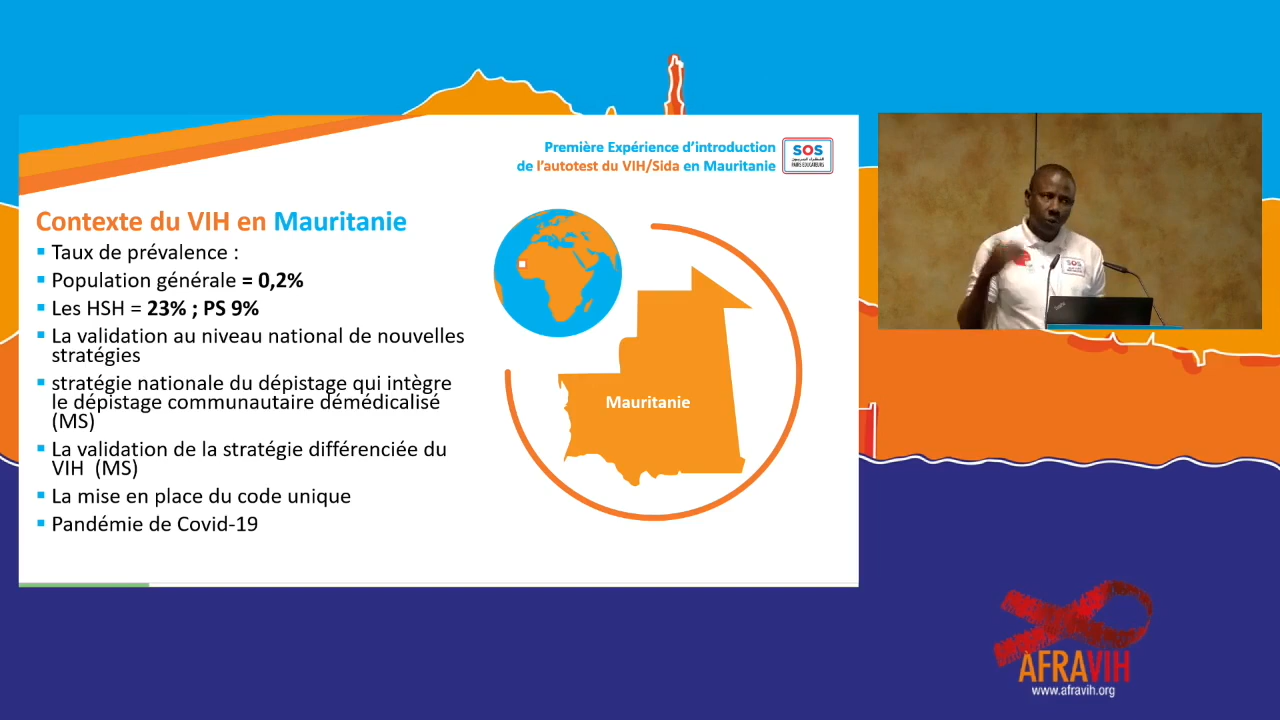 Première Expérience d'introduction
de l'autotest du VIH/Sida en Mauritanie
SOS
PAIRS EDUCATEURS
Contexte du VIH en Mauritanie
Taux de prévalence :
Population générale = 0,2%
Les HSH = 23% ; PS 9%
La validation au niveau national de nouvelles
stratégies
stratégie nationale du dépistage qui intègre
le dépistage communautaire démédicalisé
(MS)
La validation de la stratégie différenciée du
VIH (MS)
La mise en place du code unique
Pandémie de Covid-19
Mauritanie
SOS
AFRAVIH
www.afravih.org